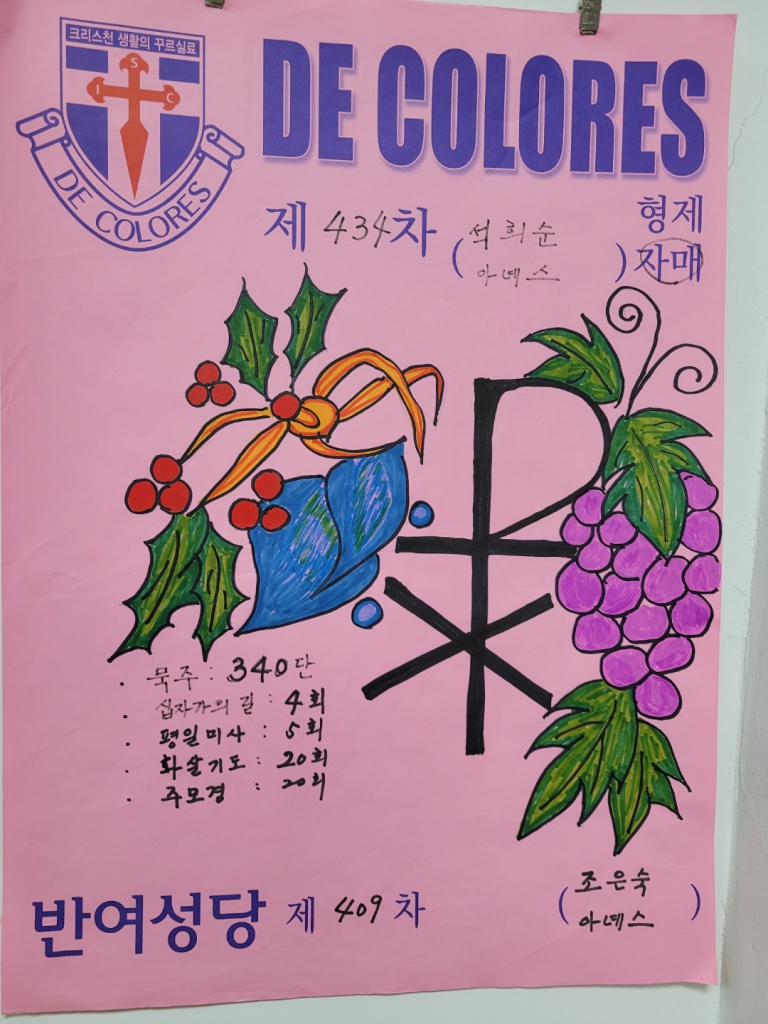 크리스천 생활의 꾸르실료
S
I C
DE COLORES
DE COLORES
제 434차 (석희순 아녜스) 형제 자매
· 묵주 : 340단
· 십자가의 길 : 4회
· 평일미사 : 5회
· 화살기도 : 20회
· 주모경 : 20회
반여성당 제 409 차 (조은숙 아녜스)